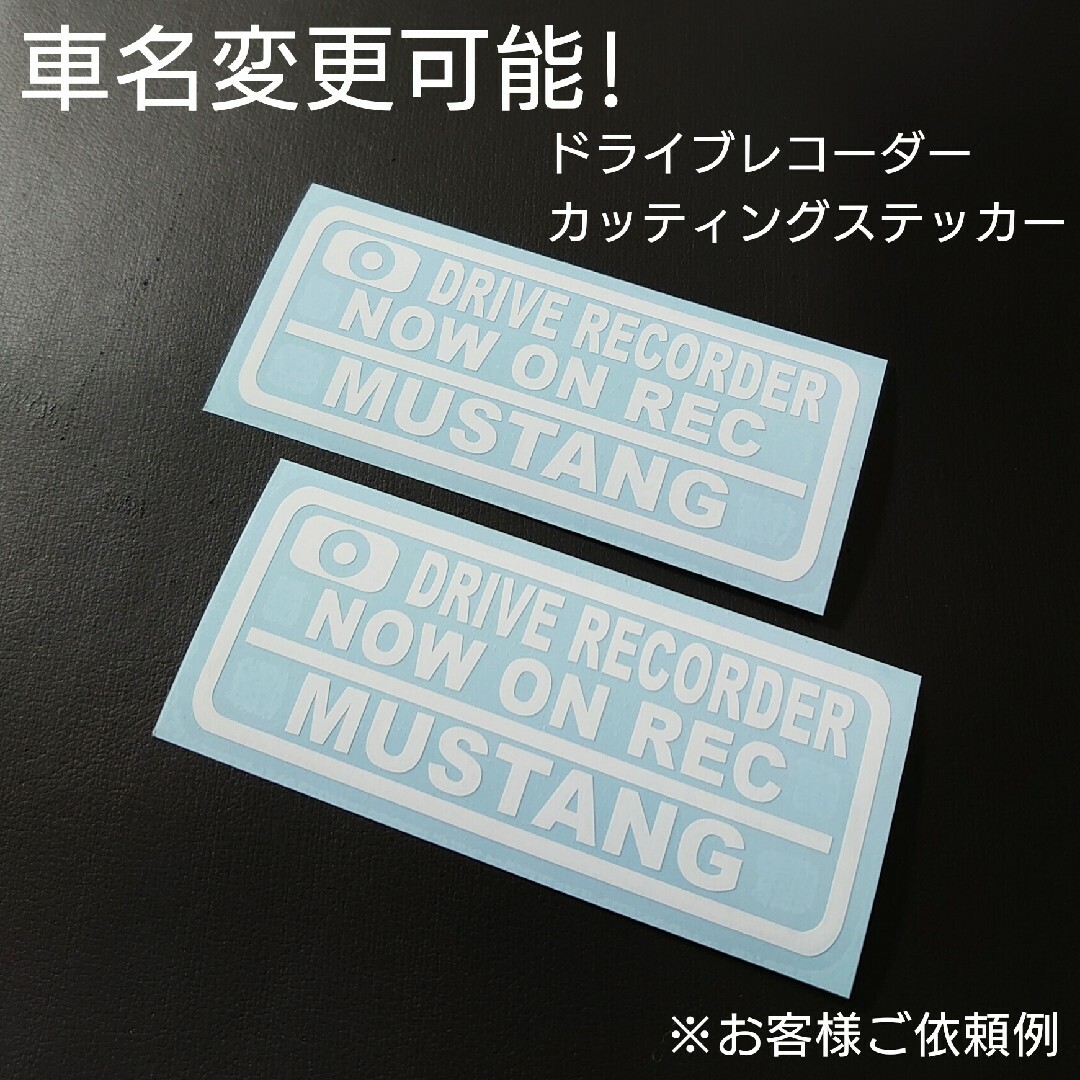 車名変更可能!
ドライブレコーダー
カッティングステッカー
DRIVE RECORDER
NOW ON REC
MUSTANG
DRIVE RECORDER
NOW ON REC
MUSTANG
※お客様ご依頼例